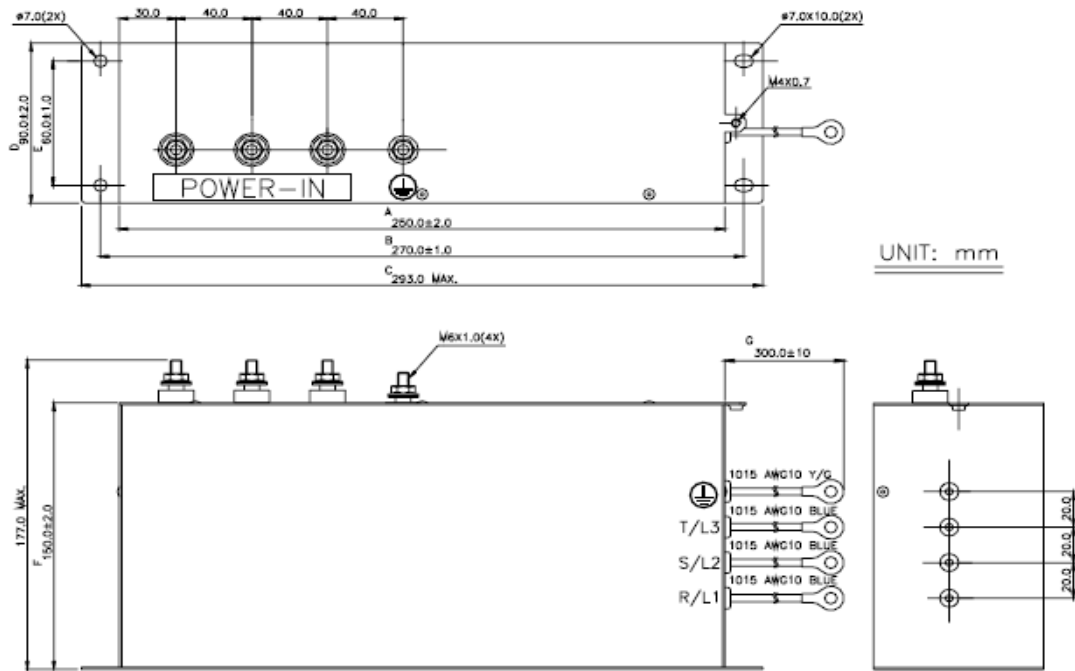 ø7.0(2X)
30.0 40.0 40.0 40.0
ø7.0X10.0(2X)
M4X0.7
D 90.0±2.0
E 60.0±1.0
POWER-IN
A 250.0±2.0
B 270.0±1.0
C 293.0 MAX.
UNIT: mm
M6X1.0(4X)
G 300.0±10
177.0 MAX.
F 150.0±2.0
1015 AWG10 Y/G
1015 AWG10 BLUE
T/L3
1015 AWG10 BLUE
S/L2
1015 AWG10 BLUE
R/L1
20.0
20.0
20.0